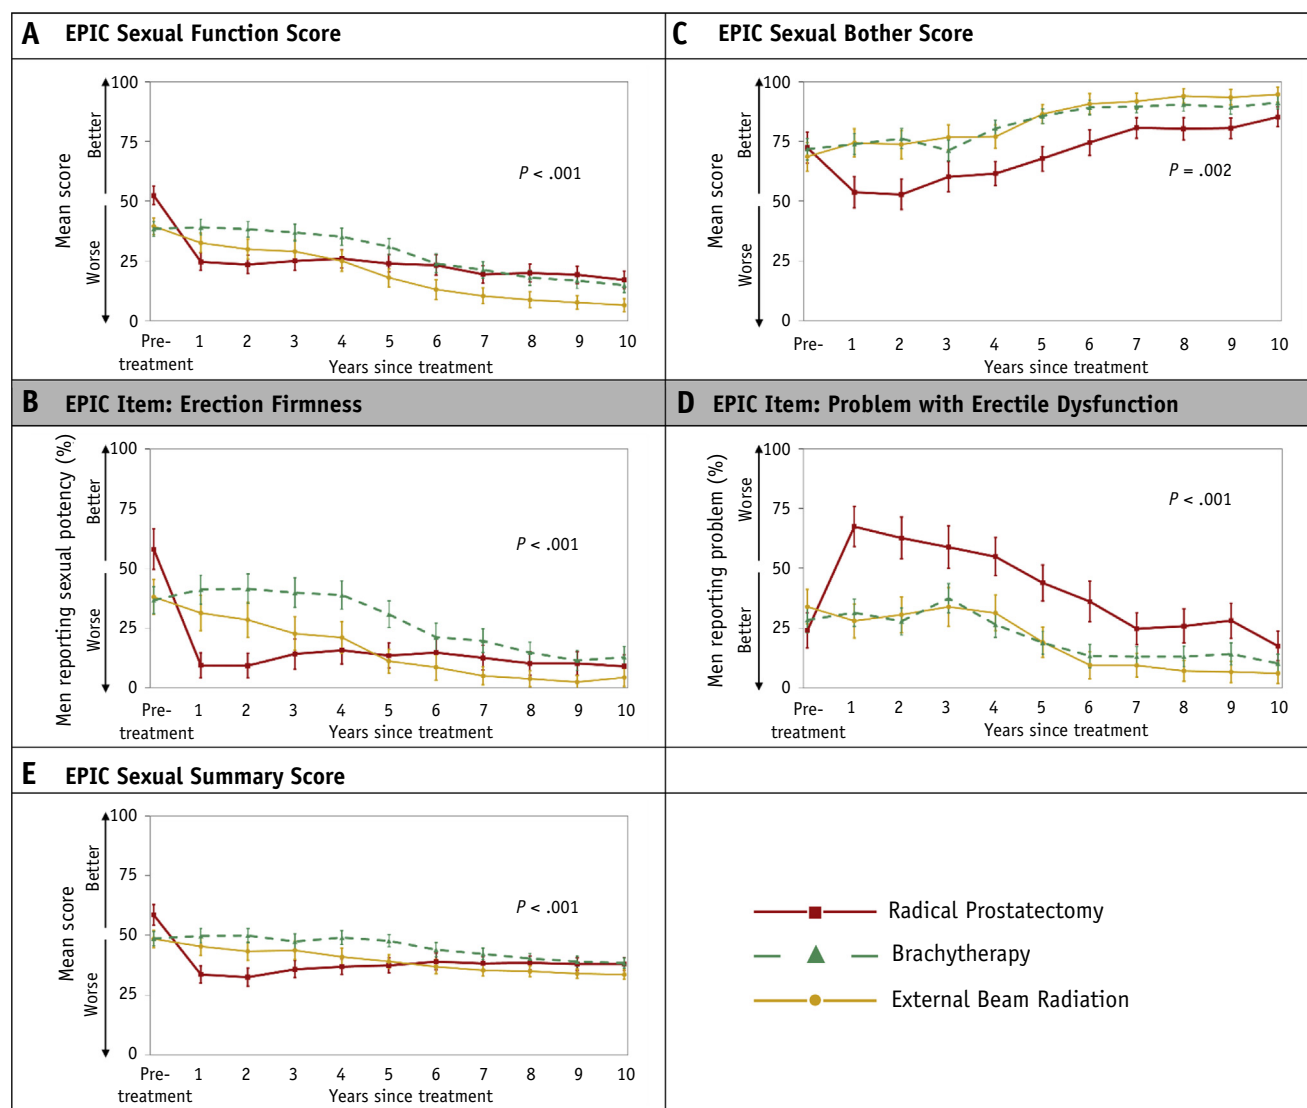 A EPIC Sexual Function Score
Mean score
Worse Better
100
75
50
25
0
P < .001
Pre-treatment 1 2 3 4 5 6 7 8 9 10
Years since treatment
C EPIC Sexual Bother Score
Mean score
Worse Better
100
75
50
25
0
P = .002
Pre- 1 2 3 4 5 6 7 8 9 10
Years since treatment
B EPIC Item: Erection Firmness
Men reporting sexual potency (%)
Worse Better
100
75
50
25
0
P < .001
Pre-treatment 1 2 3 4 5 6 7 8 9 10
Years since treatment
D EPIC Item: Problem with Erectile Dysfunction
Men reporting problem (%)
Better Worse
100
75
50
25
0
P < .001
Pre-treatment 1 2 3 4 5 6 7 8 9 10
Years since treatment
E EPIC Sexual Summary Score
Mean score
Worse Better
100
75
50
25
0
P < .001
Pre-treatment 1 2 3 4 5 6 7 8 9 10
Years since treatment
Radical Prostatectomy
Brachytherapy
External Beam Radiation